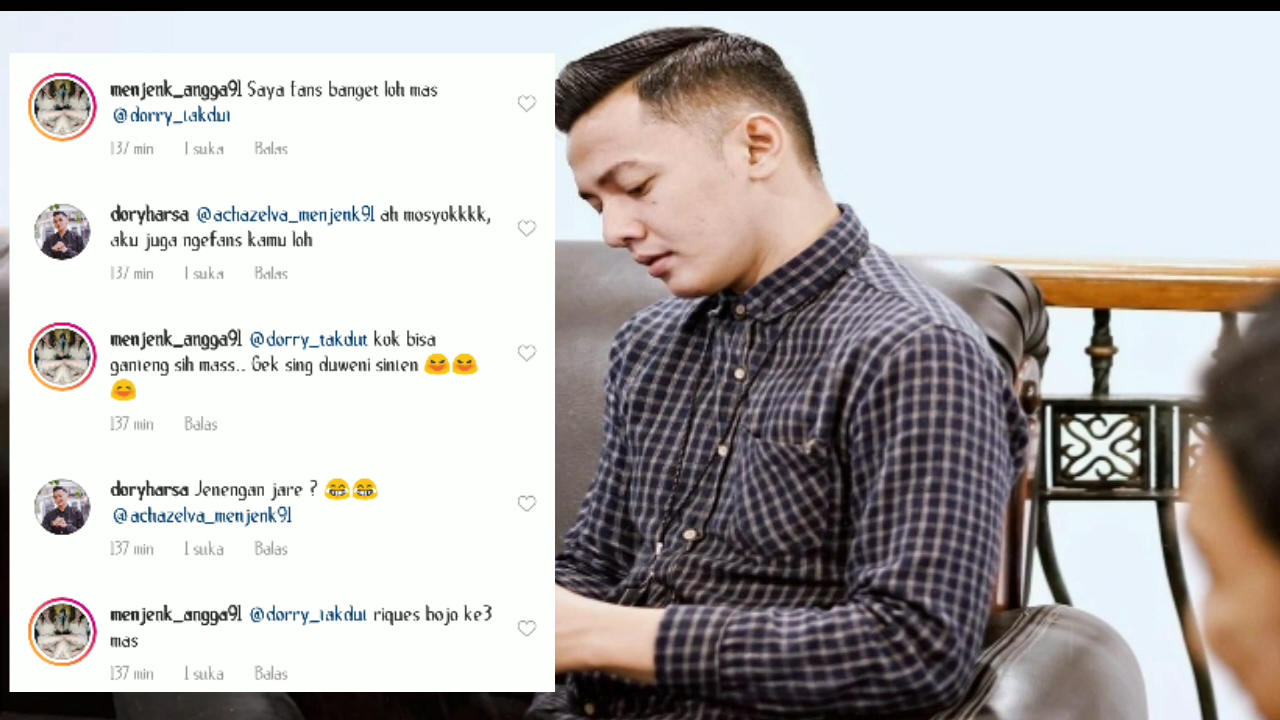 menjenk_angga91 Saya fans banget loh mas
@dorry_takdut
137 min 1 suka Balas
doryharsa @achazelva_menjenk91 ah mosyokkkk,
aku juga ngefans kamu loh
137 min 1 suka Balas
menjenk_angga91 @dorry_takdut kok bisa
ganteng sih mass.. Gek sing duweni sinten 😆😆
😊
137 min Balas
doryharsa Jenengan jare ? 😂😂
@achazelva_menjenk91
137 min 1 suka Balas
menjenk_angga91 @dorry_takdut riques bojo ke3
mas
137 min 1 suka Balas